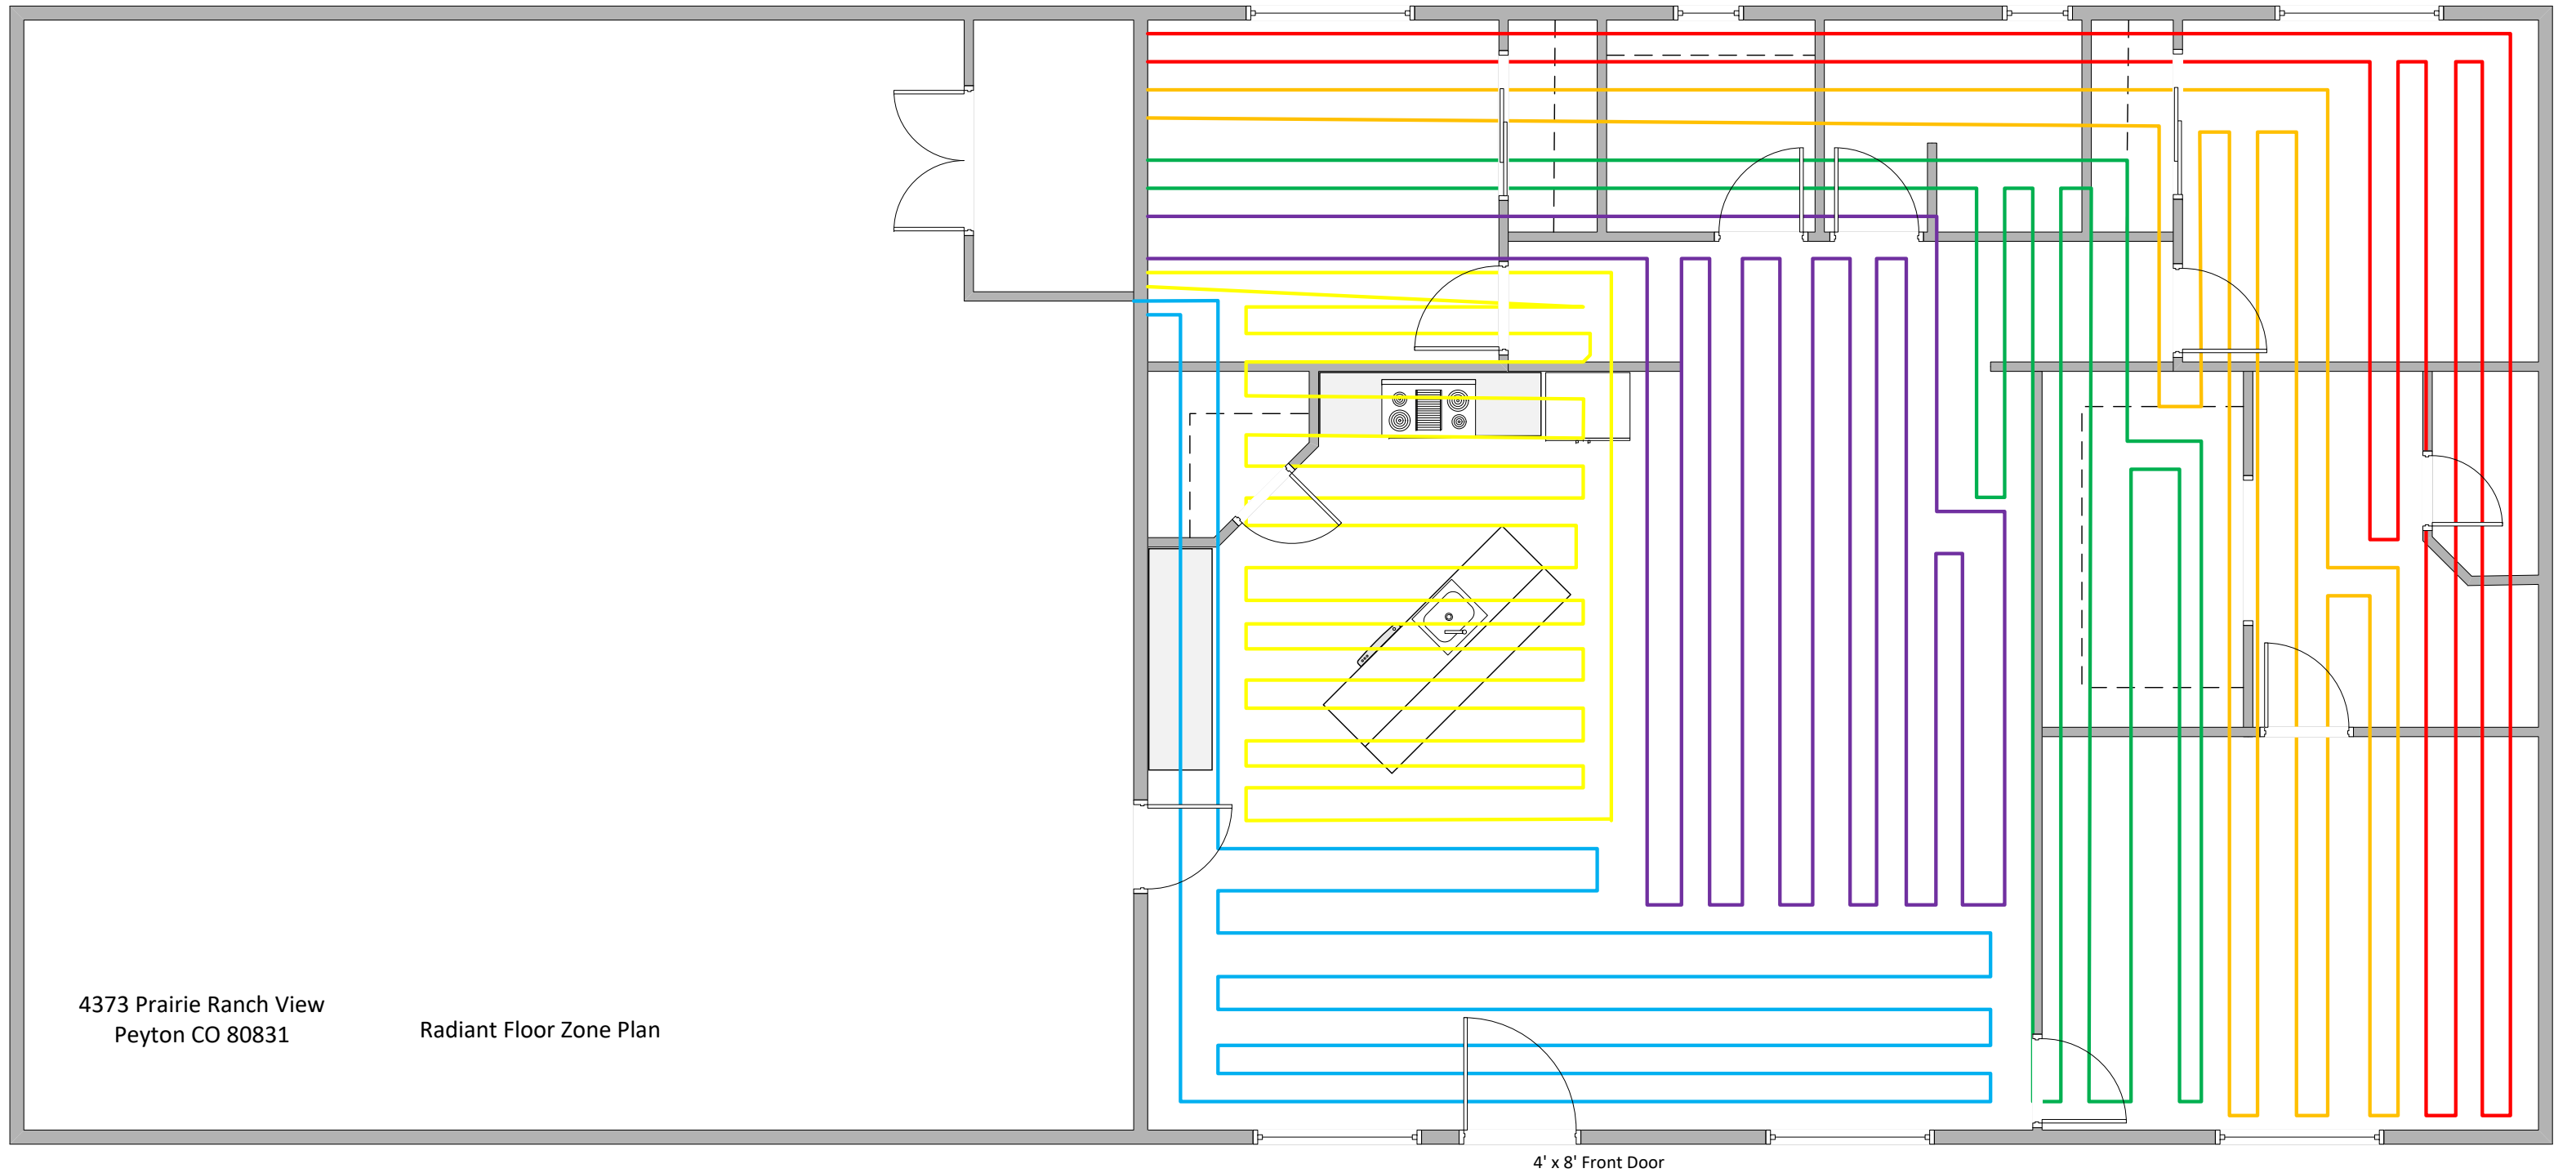 4373 Prairie Ranch View
Peyton CO 80831
Radiant Floor Zone Plan
4' x 8' Front Door